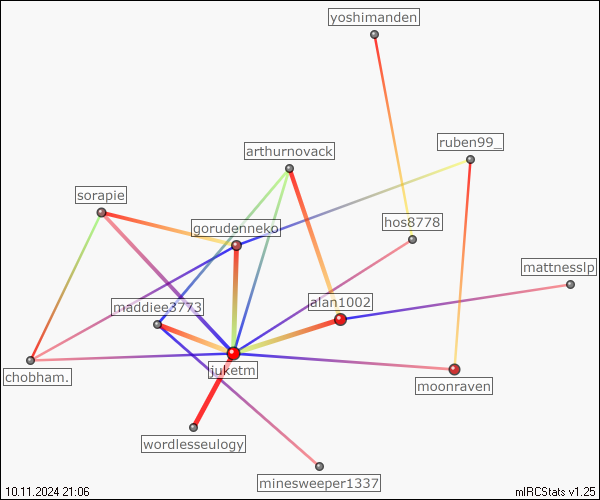 yoshimanden
ruben99_
arthurnovack
sorapie
hos8778
gorudenneko
mattnesslp
alan1002
maddiee3773
juketm
chobham.
moonraven
wordlesseulogy
minesweeper1337
10.11.2024 21:06
mIRCStats v1.25